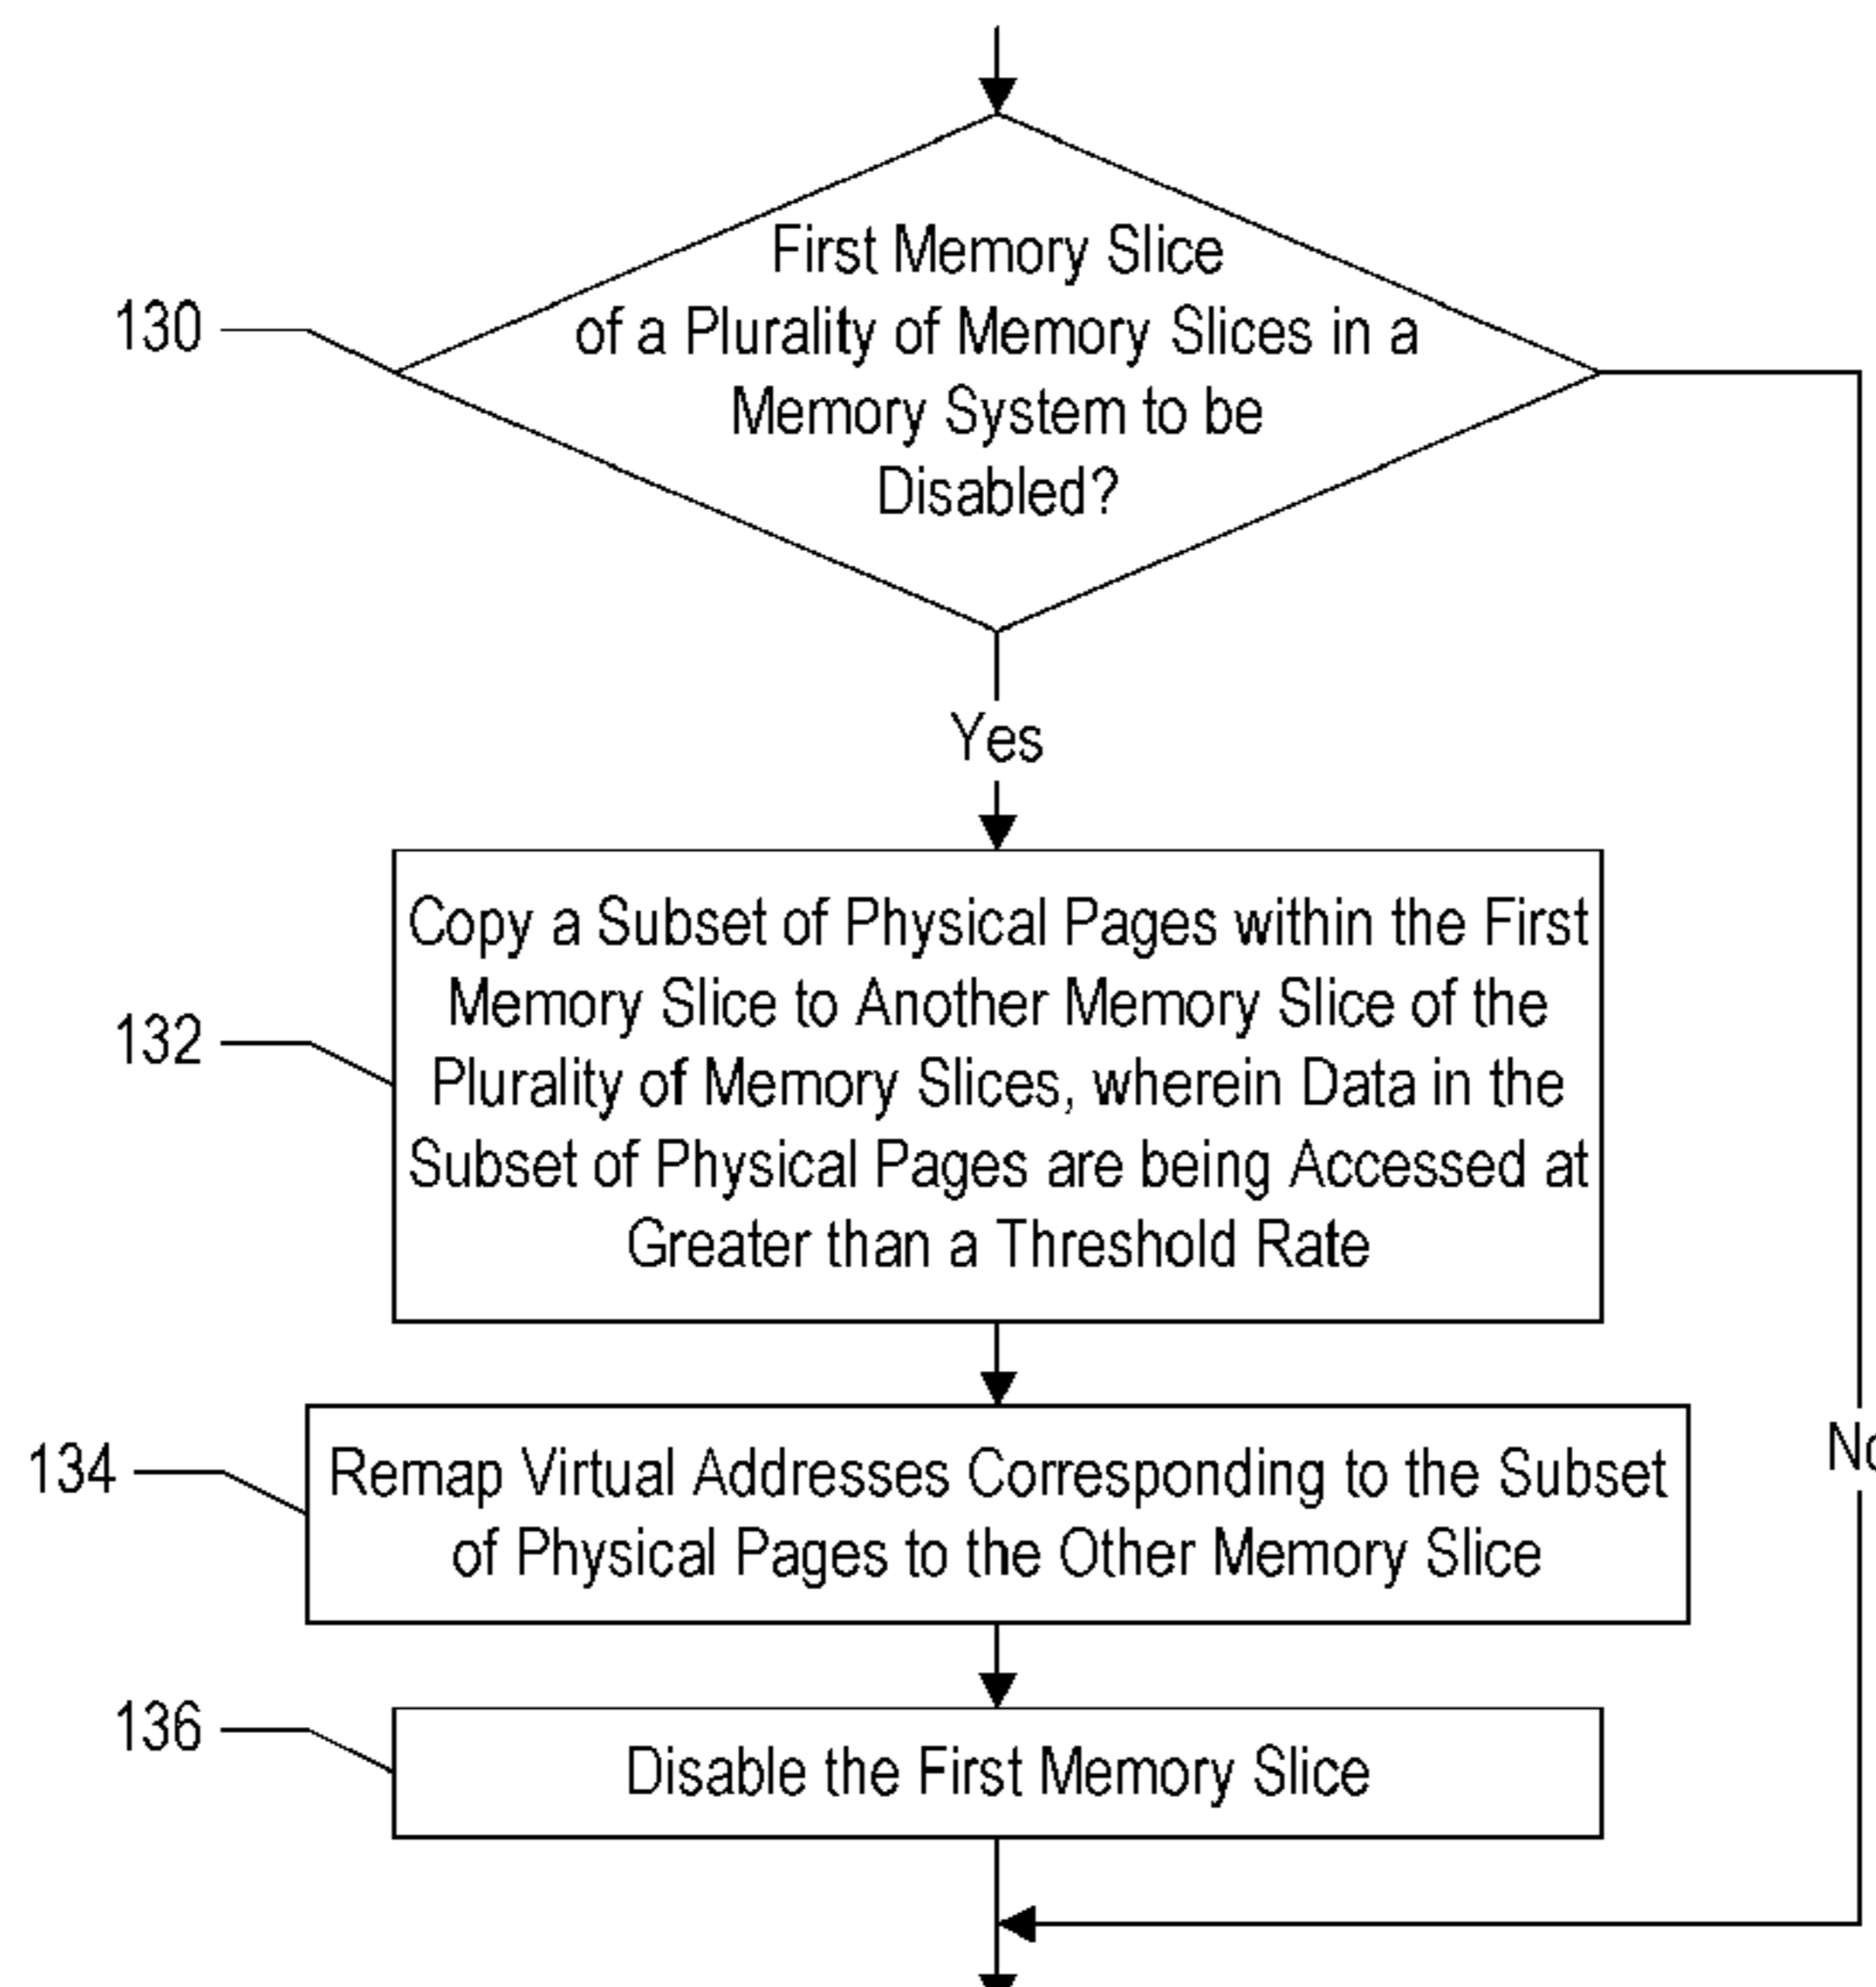 First Memory Slice
of a Plurality of Memory Slices in a
Memory System to be
Disabled?
130
Yes
Copy a Subset of Physical Pages within the First
Memory Slice to Another Memory Slice of the
Plurality of Memory Slices, wherein Data in the
Subset of Physical Pages are being Accessed at
Greater than a Threshold Rate
132
Remap Virtual Addresses Corresponding to the Subset
of Physical Pages to the Other Memory Slice
134
No
Disable the First Memory Slice
136